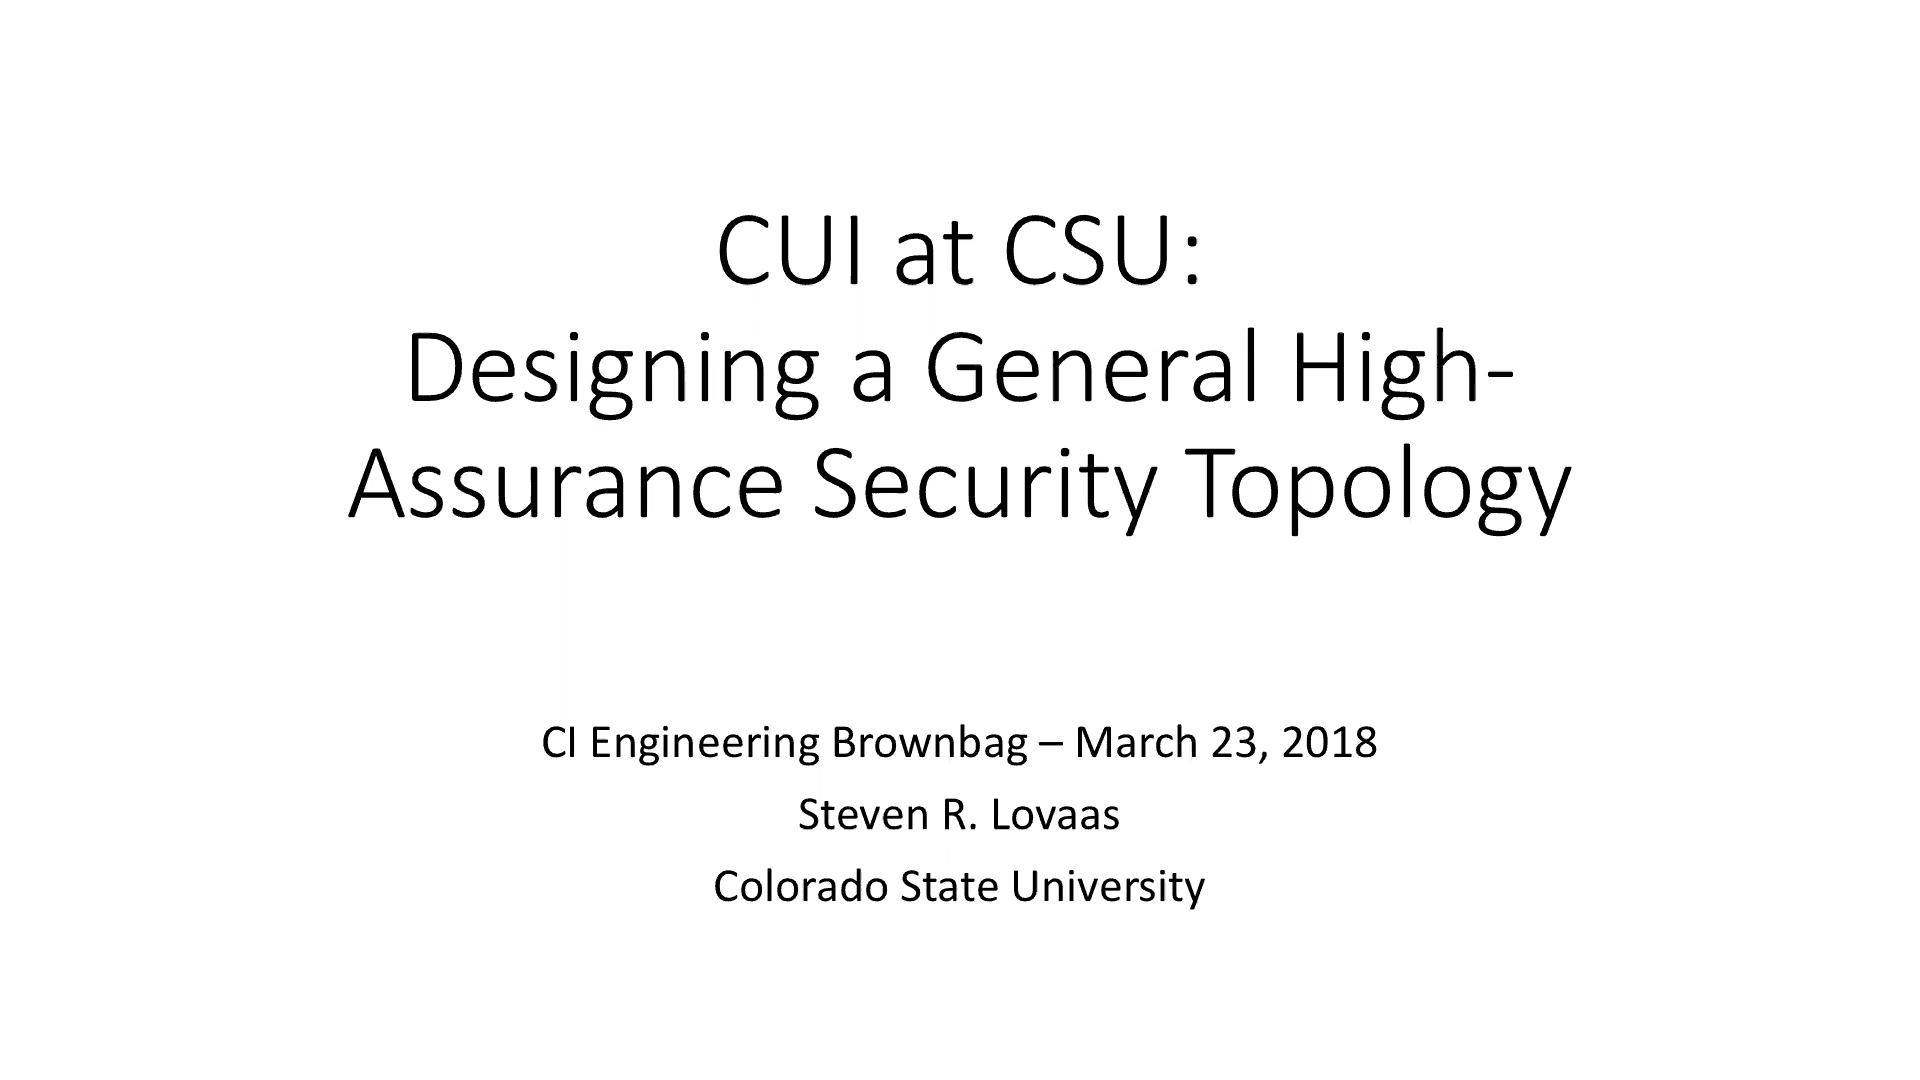 CUI at CSU:
Designing a General High-
Assurance Security Topology
CI Engineering Brownbag – March 23, 2018
Steven R. Lovaas
Colorado State University